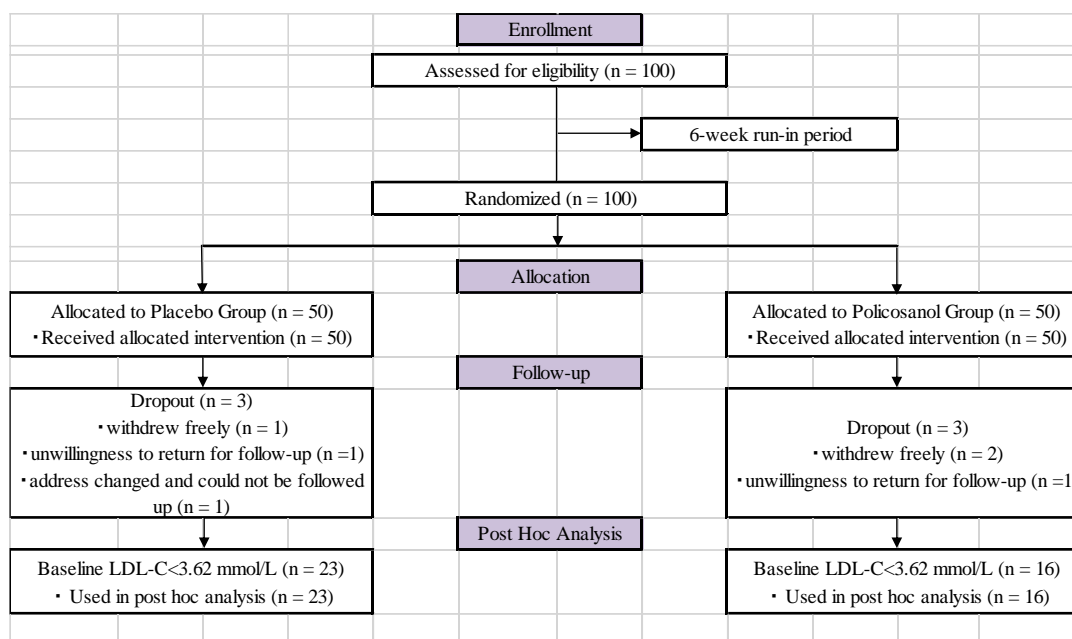 Enrollment
Assessed for eligibility (n = 100)
6-week run-in period
Randomized (n = 100)
Allocation
Allocated to Placebo Group (n = 50)
・Received allocated intervention (n = 50)
Allocated to Policosanol Group (n = 50)
・Received allocated intervention (n = 50)
Follow-up
Dropout (n = 3)
・withdrew freely (n = 1)
・unwillingness to return for follow-up (n =1)
・address changed and could not be followed
up (n = 1)
Dropout (n = 3)
・withdrew freely (n = 2)
・unwillingness to return for follow-up (n =1
Post Hoc Analysis
Baseline LDL-C<3.62 mmol/L (n = 23)
・ Used in post hoc analysis (n = 23)
Baseline LDL-C<3.62 mmol/L (n = 16)
・ Used in post hoc analysis (n = 16)